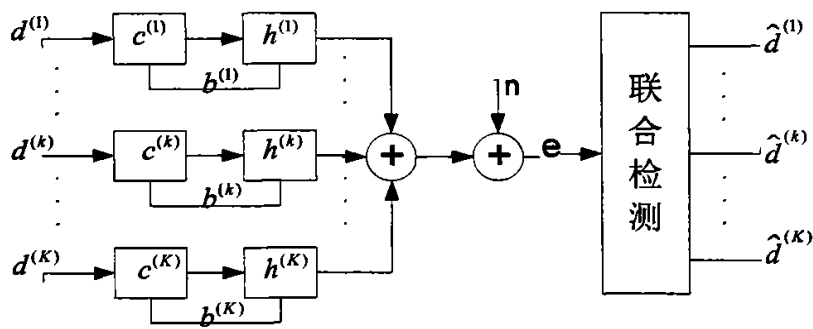 d^(1) c^(1) h^(1)
b^(1)
d^(k) c^(k) h^(k)
b^(k)
d^(K) c^(K) h^(K)
b^(K)
+
n
+
e
联合检测
d̂^(1)
d̂^(k)
d̂^(K)